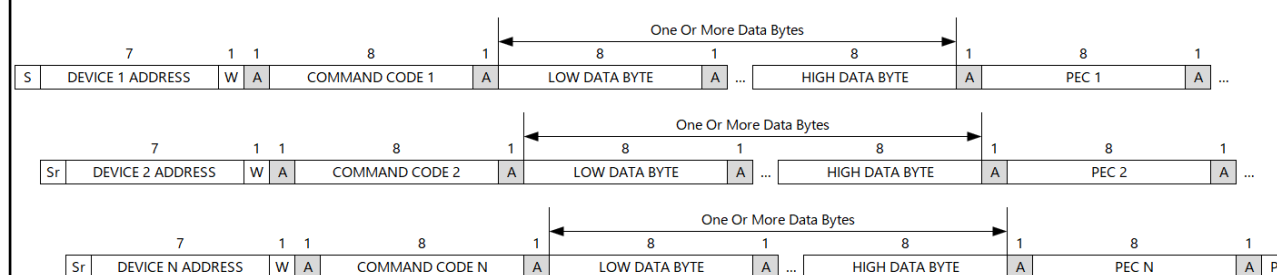 One Or More Data Bytes
7 1 1 8 1 8 1 8 1 8 1
S DEVICE 1 ADDRESS W A COMMAND CODE 1 A LOW DATA BYTE A ... HIGH DATA BYTE A PEC 1 A ...
One Or More Data Bytes
7 1 1 8 1 8 1 8 1 8 1
Sr DEVICE 2 ADDRESS W A COMMAND CODE 2 A LOW DATA BYTE A ... HIGH DATA BYTE A PEC 2 A ...
One Or More Data Bytes
7 1 1 8 1 8 1 8 1 8 1
Sr DEVICE N ADDRESS W A COMMAND CODE N A LOW DATA BYTE A ... HIGH DATA BYTE A PEC N A P